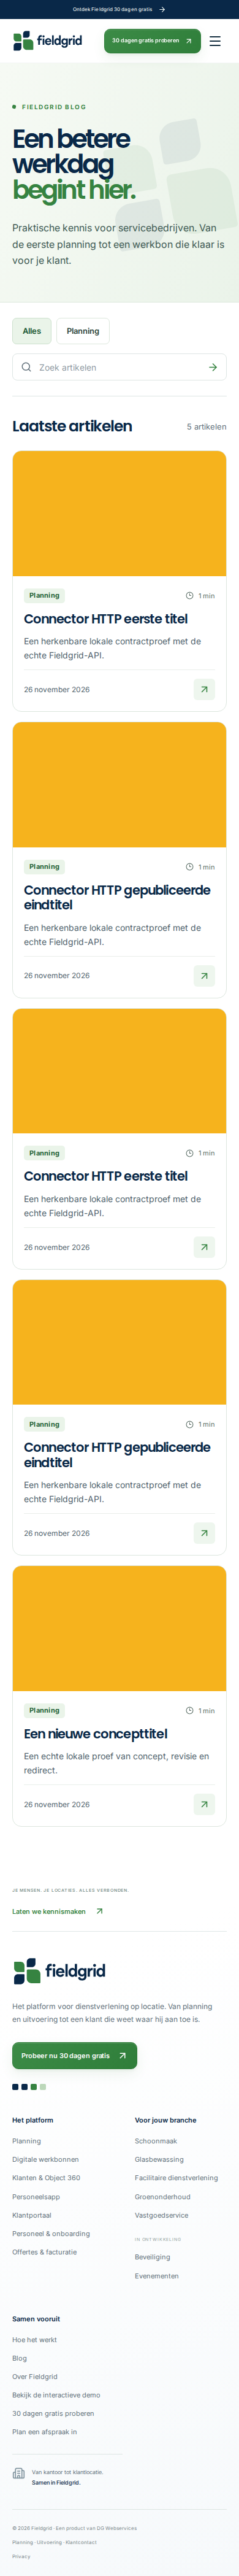 Ontdek Fieldgrid 30 dagen gratis
fieldgrid
30 dagen gratis proberen
FIELDGRID BLOG
Een betere
werkdag
begint hier.
Praktische kennis voor servicebedrijven. Van
de eerste planning tot een werkbon die klaar is
voor je klant.
Alles
Planning
Zoek artikelen
Laatste artikelen
5 artikelen
Planning
1 min
Connector HTTP eerste titel
Een herkenbare lokale contractproef met de
echte Fieldgrid-API.
26 november 2026
Planning
1 min
Connector HTTP gepubliceerde
eindtitel
Een herkenbare lokale contractproef met de
echte Fieldgrid-API.
26 november 2026
Planning
1 min
Connector HTTP eerste titel
Een herkenbare lokale contractproef met de
echte Fieldgrid-API.
26 november 2026
Planning
1 min
Connector HTTP gepubliceerde
eindtitel
Een herkenbare lokale contractproef met de
echte Fieldgrid-API.
26 november 2026
Planning
1 min
Een nieuwe concepttitel
Een echte lokale proef van concept, revisie en
redirect.
26 november 2026
JE MENSEN. JE LOCATIES. ALLES VERBONDEN.
Laten we kennismaken
fieldgrid
Het platform voor dienstverlening op locatie. Van planning
en uitvoering tot een klant die weet waar hij aan toe is.
Probeer nu 30 dagen gratis
Het platform
Planning
Digitale werkbonnen
Klanten & Object 360
Personeelsapp
Klantportaal
Personeel & onboarding
Offertes & facturatie
Voor jouw branche
Schoonmaak
Glasbewassing
Facilitaire dienstverlening
Groenonderhoud
Vastgoedservice
IN ONTWIKKELING
Beveiliging
Evenementen
Samen vooruit
Hoe het werkt
Blog
Over Fieldgrid
Bekijk de interactieve demo
30 dagen gratis proberen
Plan een afspraak in
Van kantoor tot klantlocatie.
Samen in Fieldgrid.
© 2026 Fieldgrid · Een product van DG Webservices
Planning · Uitvoering · Klantcontact
Privacy